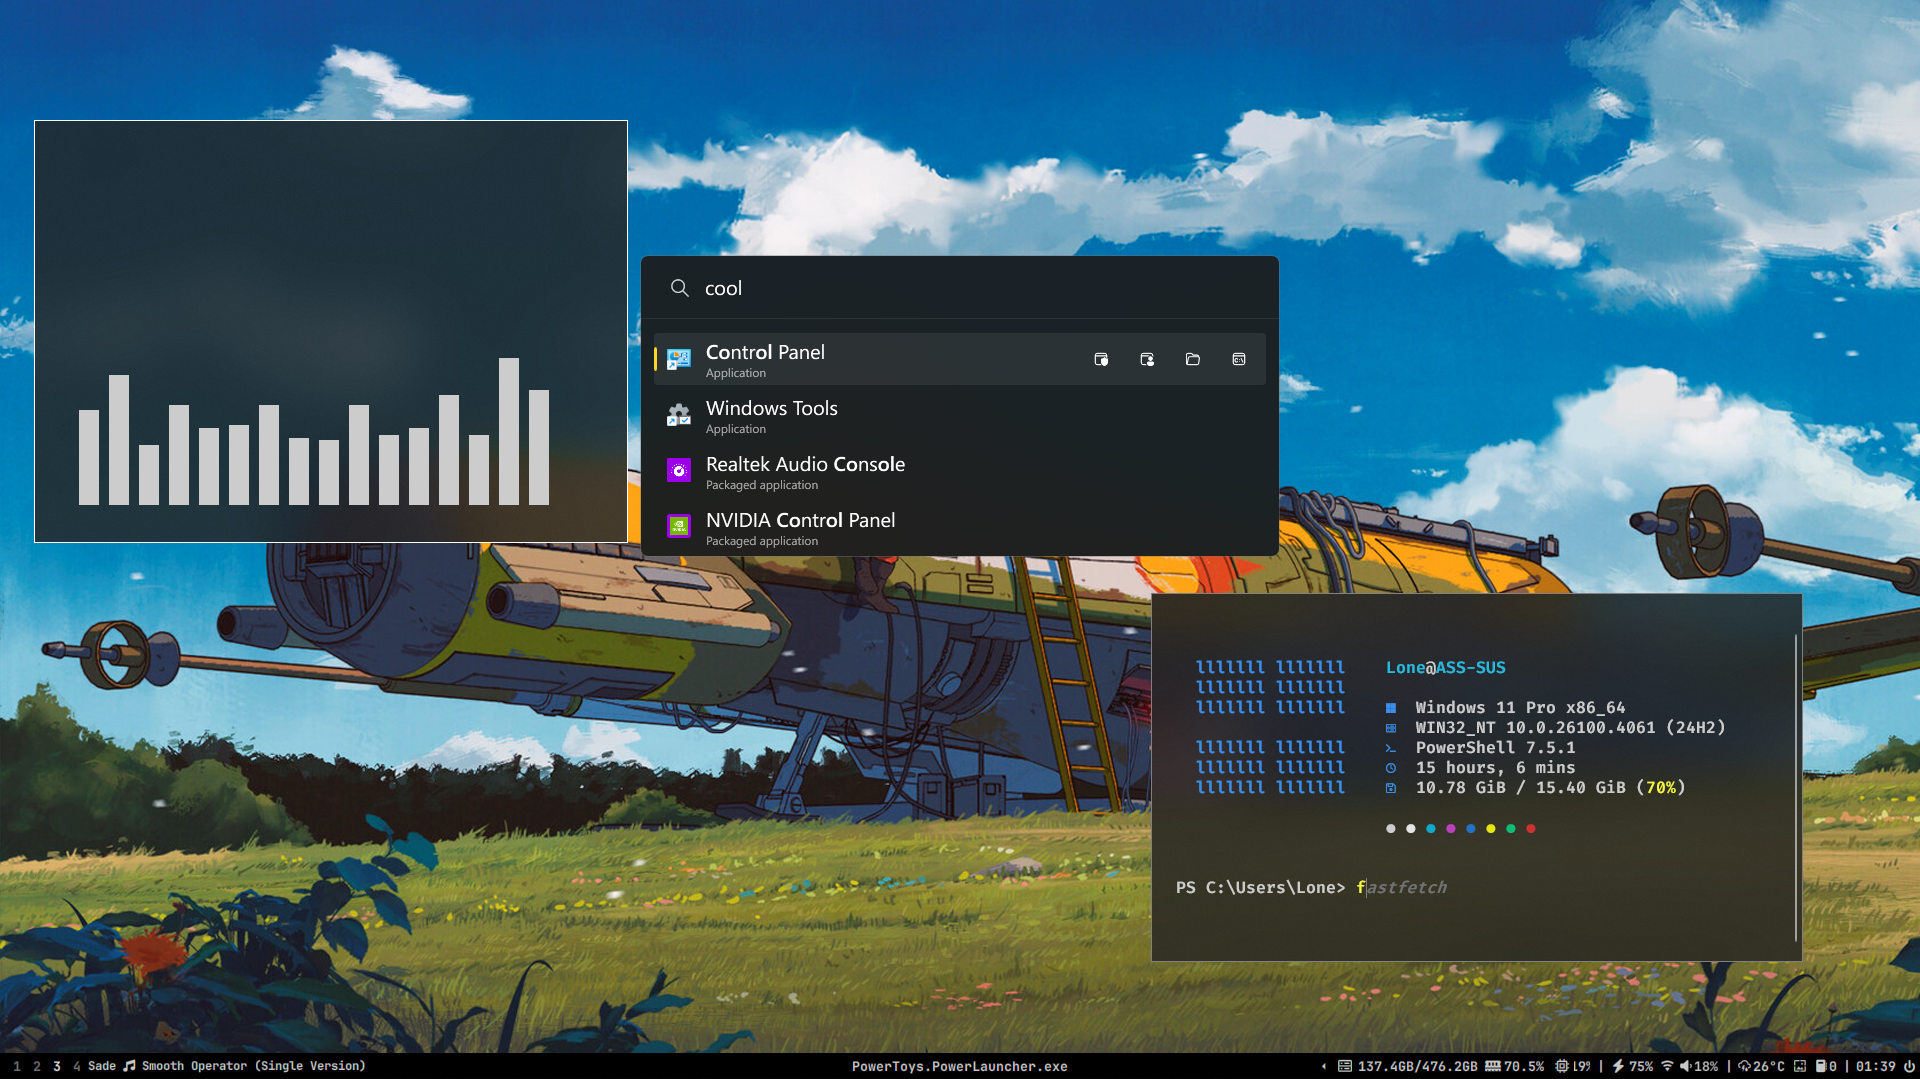 cool
Control Panel
Application
Windows Tools
Application
Realtek Audio Console
Packaged application
NVIDIA Control Panel
Packaged application
lllllll lllllll
lllllll lllllll
lllllll lllllll
lllllll lllllll
lllllll lllllll
lllllll lllllll
Lone@ASS-SUS
Windows 11 Pro x86_64
WIN32_NT 10.0.26100.4061 (24H2)
PowerShell 7.5.1
15 hours, 6 mins
10.78 GiB / 15.40 GiB (70%)
PS C:\Users\Lone> fastfetch
1 2 3 4 Sade Smooth Operator (Single Version)
PowerToys.PowerLauncher.exe
137.4GB/476.2GB 70.5% | 75% 18% | 26°C 0 | 01:39